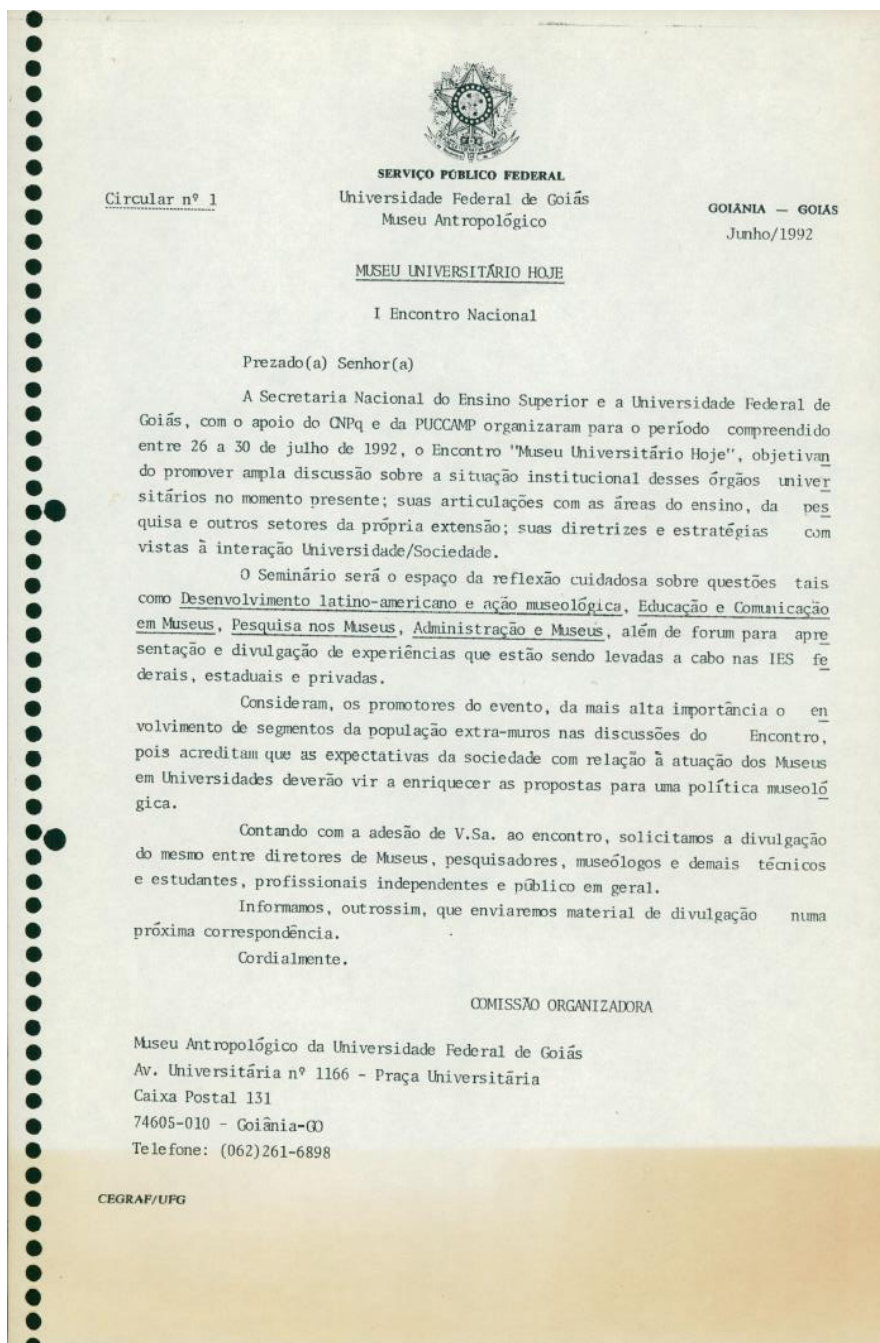 SERVIÇO PÚBLICO FEDERAL
Circular nº 1
Universidade Federal de Goiás
Museu Antropológico
GOIÂNIA — GOIÁS
Junho/1992
MUSEU UNIVERSITÁRIO HOJE
I Encontro Nacional
Prezado(a) Senhor(a)
A Secretaria Nacional do Ensino Superior e a Universidade Federal de
Goiás, com o apoio do CNPq e da PUCCAMP organizaram para o período compreendido
entre 26 a 30 de julho de 1992, o Encontro "Museu Universitário Hoje", objetivan
do promover ampla discussão sobre a situação institucional desses órgãos univer
sitários no momento presente; suas articulações com as áreas do ensino, da pes
quisa e outros setores da própria extensão; suas diretrizes e estratégias com
vistas à interação Universidade/Sociedade.
O Seminário será o espaço da reflexão cuidadosa sobre questões tais
como Desenvolvimento latino-americano e ação museológica, Educação e Comunicação
em Museus, Pesquisa nos Museus, Administração e Museus, além de forum para apre
sentação e divulgação de experiências que estão sendo levadas a cabo nas IES fe
derais, estaduais e privadas.
Consideram, os promotores do evento, da mais alta importância o en
volvimento de segmentos da população extra-muros nas discussões do Encontro,
pois acreditam que as expectativas da sociedade com relação à atuação dos Museus
em Universidades deverão vir a enriquecer as propostas para uma política museoló
gica.
Contando com a adesão de V.Sa. ao encontro, solicitamos a divulgação
do mesmo entre diretores de Museus, pesquisadores, museólogos e demais técnicos
e estudantes, profissionais independentes e público em geral.
Informamos, outrossim, que enviaremos material de divulgação numa
próxima correspondência.
Cordialmente.
COMISSÃO ORGANIZADORA
Museu Antropológico da Universidade Federal de Goiás
Av. Universitária nº 1166 - Praça Universitária
Caixa Postal 131
74605-010 - Goiânia-GO
Telefone: (062)261-6898
CEGRAF/UFG